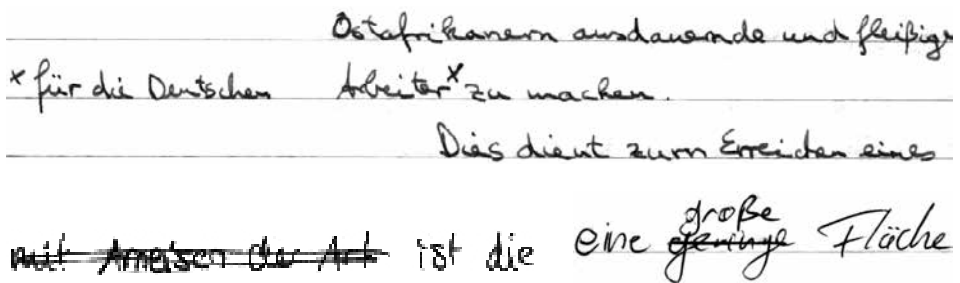 Ostafrikanern ausdauernde und fleißige
× für die Deutschen Arbeiter × zu machen.
Dies dient zum Erreichen eines
mit Ameisen der Art ist die
große
eine geringe Fläche